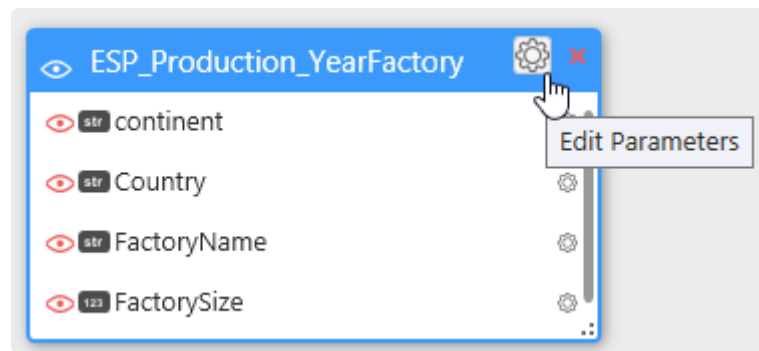 ESP_Production_YearFactory
str continent
Edit Parameters
str Country
str FactoryName
123 FactorySize